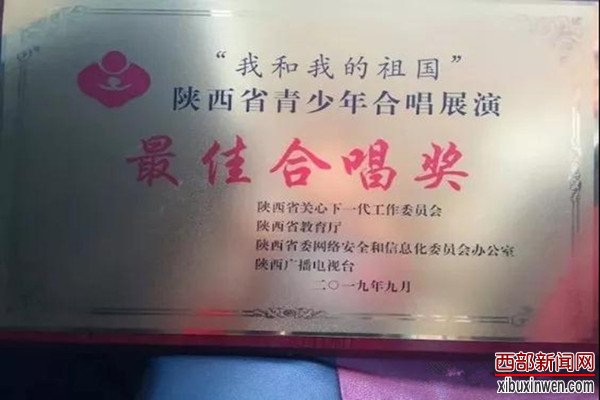 “我和我的祖国”
陕西省青少年合唱展演
最佳合唱奖
陕西省关心下一代工作委员会
陕西省教育厅
陕西省委网络安全和信息化委员会办公室
陕西广播电视台
二〇一九年九月
西部新闻网
xibuxinwen.com